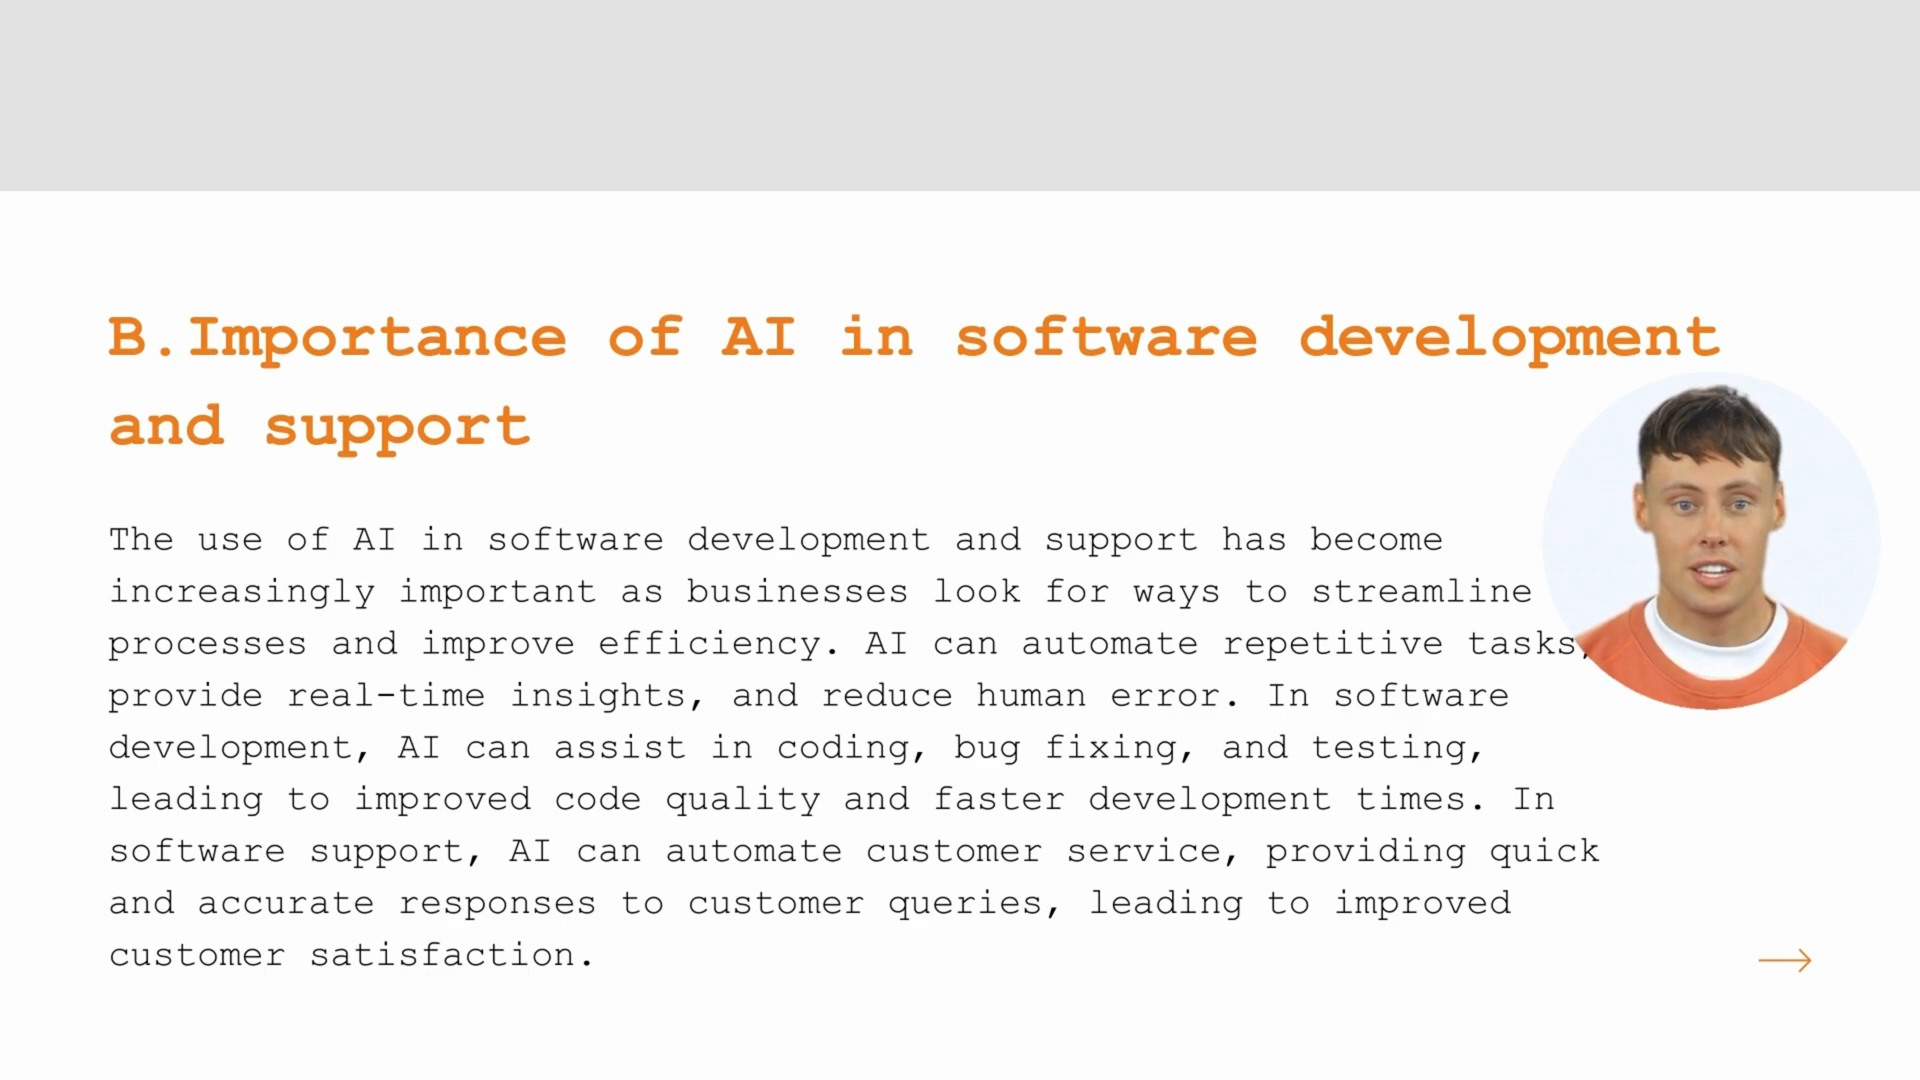 B.Importance of AI in software development
and support
The use of AI in software development and support has become
increasingly important as businesses look for ways to streamline
processes and improve efficiency. AI can automate repetitive tasks,
provide real-time insights, and reduce human error. In software
development, AI can assist in coding, bug fixing, and testing,
leading to improved code quality and faster development times. In
software support, AI can automate customer service, providing quick
and accurate responses to customer queries, leading to improved
customer satisfaction.